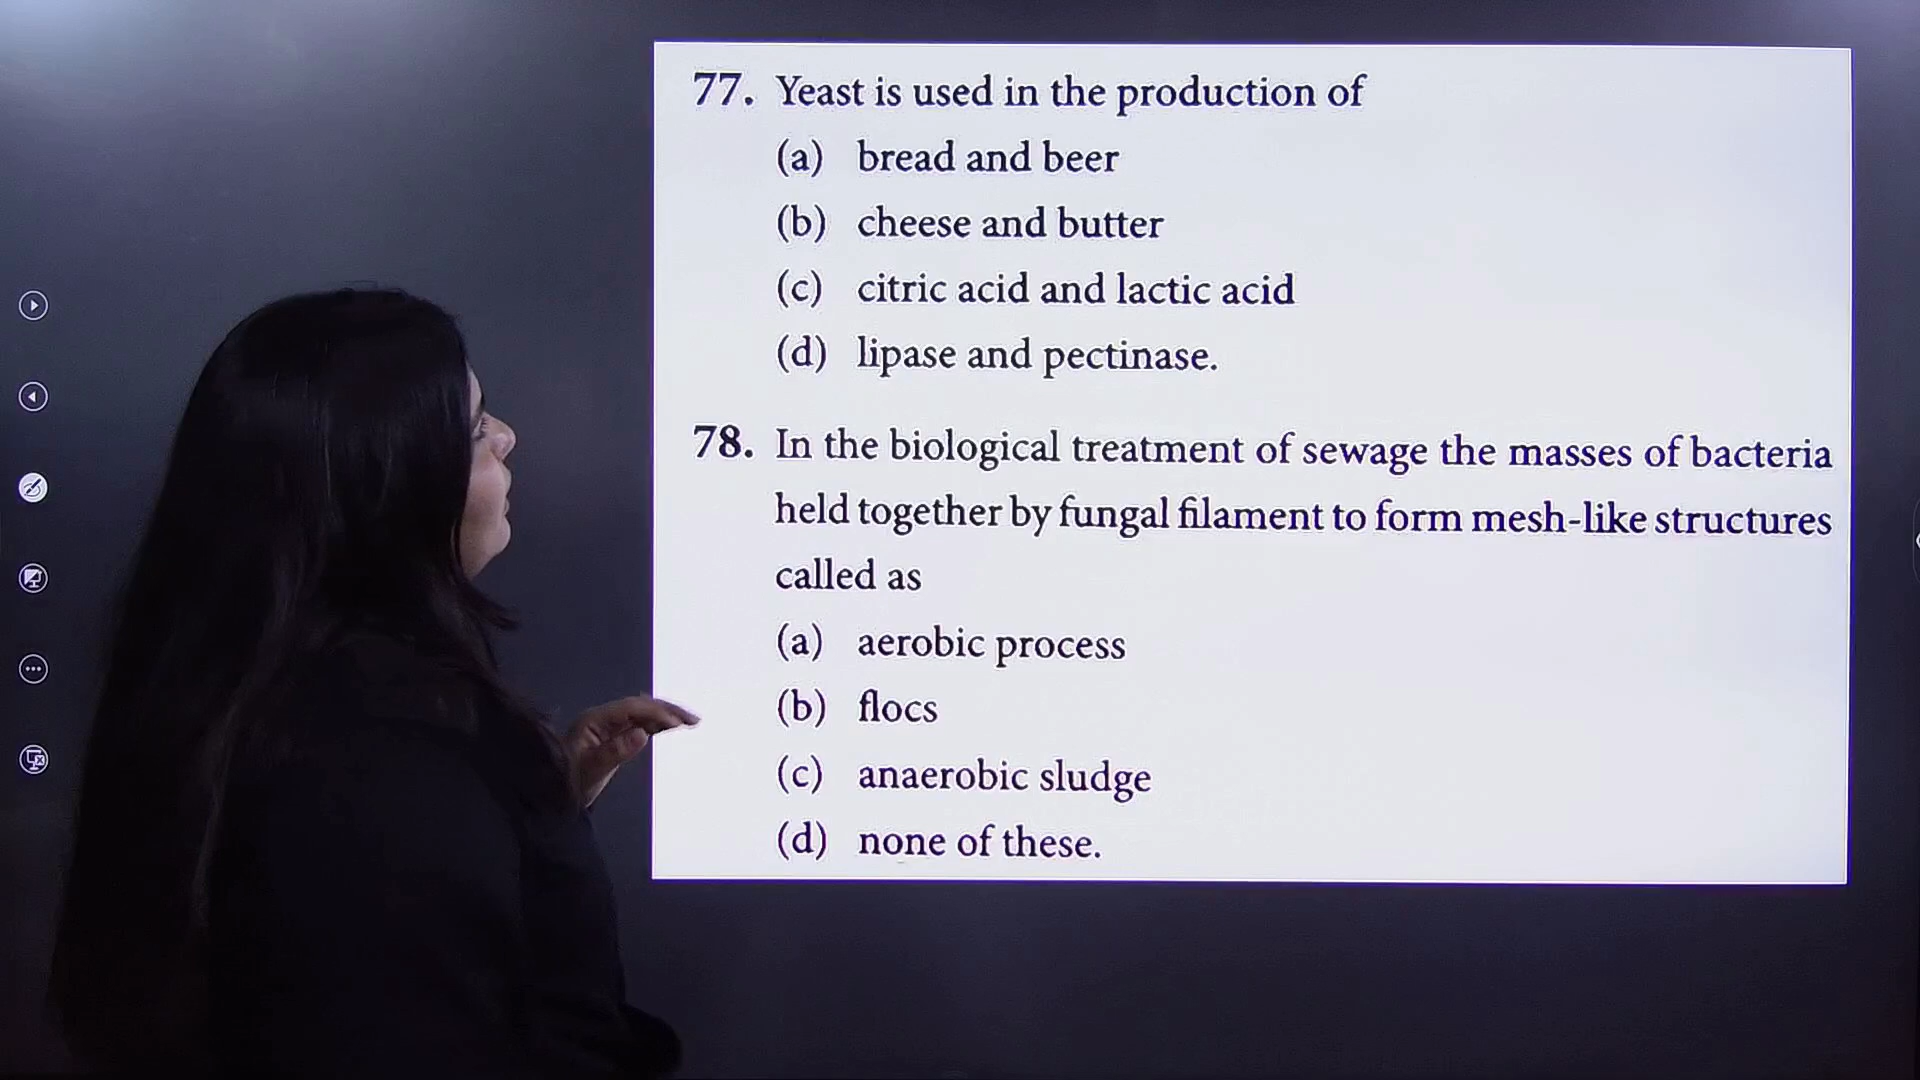 77. Yeast is used in the production of
(a) bread and beer
(b) cheese and butter
(c) citric acid and lactic acid
(d) lipase and pectinase.
78. In the biological treatment of sewage the masses of bacteria
held together by fungal filament to form mesh-like structures
called as
(a) aerobic process
(b) flocs
(c) anaerobic sludge
(d) none of these.